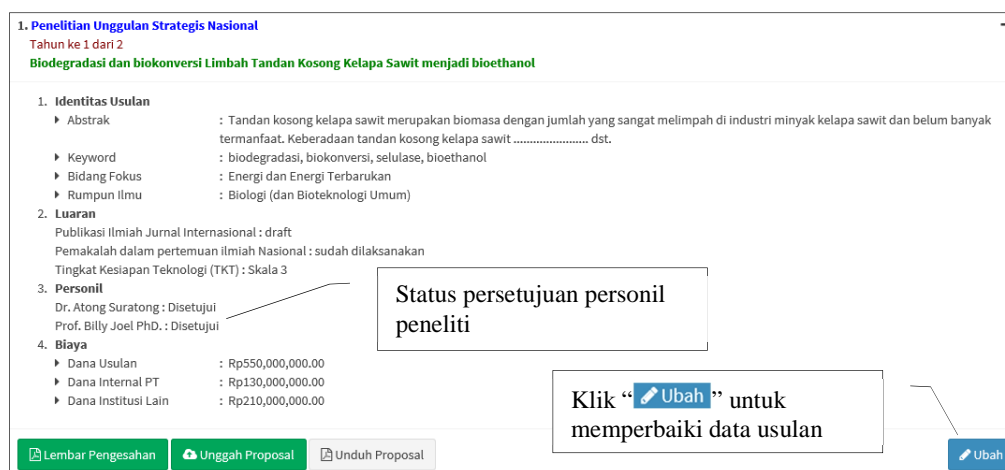 1. Penelitian Unggulan Strategis Nasional
Tahun ke 1 dari 2
Biodegradasi dan biokonversi Limbah Tandan Kosong Kelapa Sawit menjadi bioethanol
1. Identitas Usulan
Abstrak : Tandan kosong kelapa sawit merupakan biomasa dengan jumlah yang sangat melimpah di industri minyak kelapa sawit dan belum banyak
termanfaat. Keberadaan tandan kosong kelapa sawit ....................... dst.
Keyword : biodegradasi, biokonversi, selulase, bioethanol
Bidang Fokus : Energi dan Energi Terbarukan
Rumpun Ilmu : Biologi (dan Bioteknologi Umum)
2. Luaran
Publikasi Ilmiah Jurnal Internasional : draft
Pemakalah dalam pertemuan ilmiah Nasional : sudah dilaksanakan
Tingkat Kesiapan Teknologi (TKT) : Skala 3
3. Personil
Dr. Atong Suratong : Disetujui
Prof. Billy Joel PhD. : Disetujui
Status persetujuan personil
peneliti
4. Biaya
Dana Usulan : Rp550,000,000.00
Dana Internal PT : Rp130,000,000.00
Dana Institusi Lain : Rp210,000,000.00
Klik “ Ubah ” untuk
memperbaiki data usulan
Lembar Pengesahan Unggah Proposal Unduh Proposal Ubah